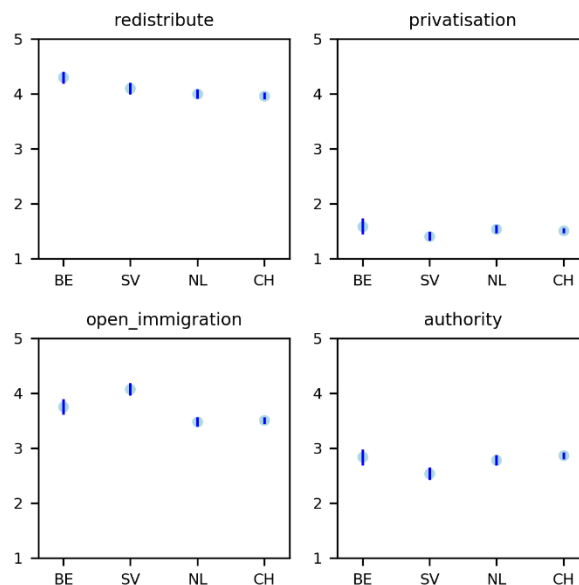 redistribute
5
4
3
2
1
BE SV NL CH
privatisation
5
4
3
2
1
BE SV NL CH
open_immigration
5
4
3
2
1
BE SV NL CH
authority
5
4
3
2
1
BE SV NL CH